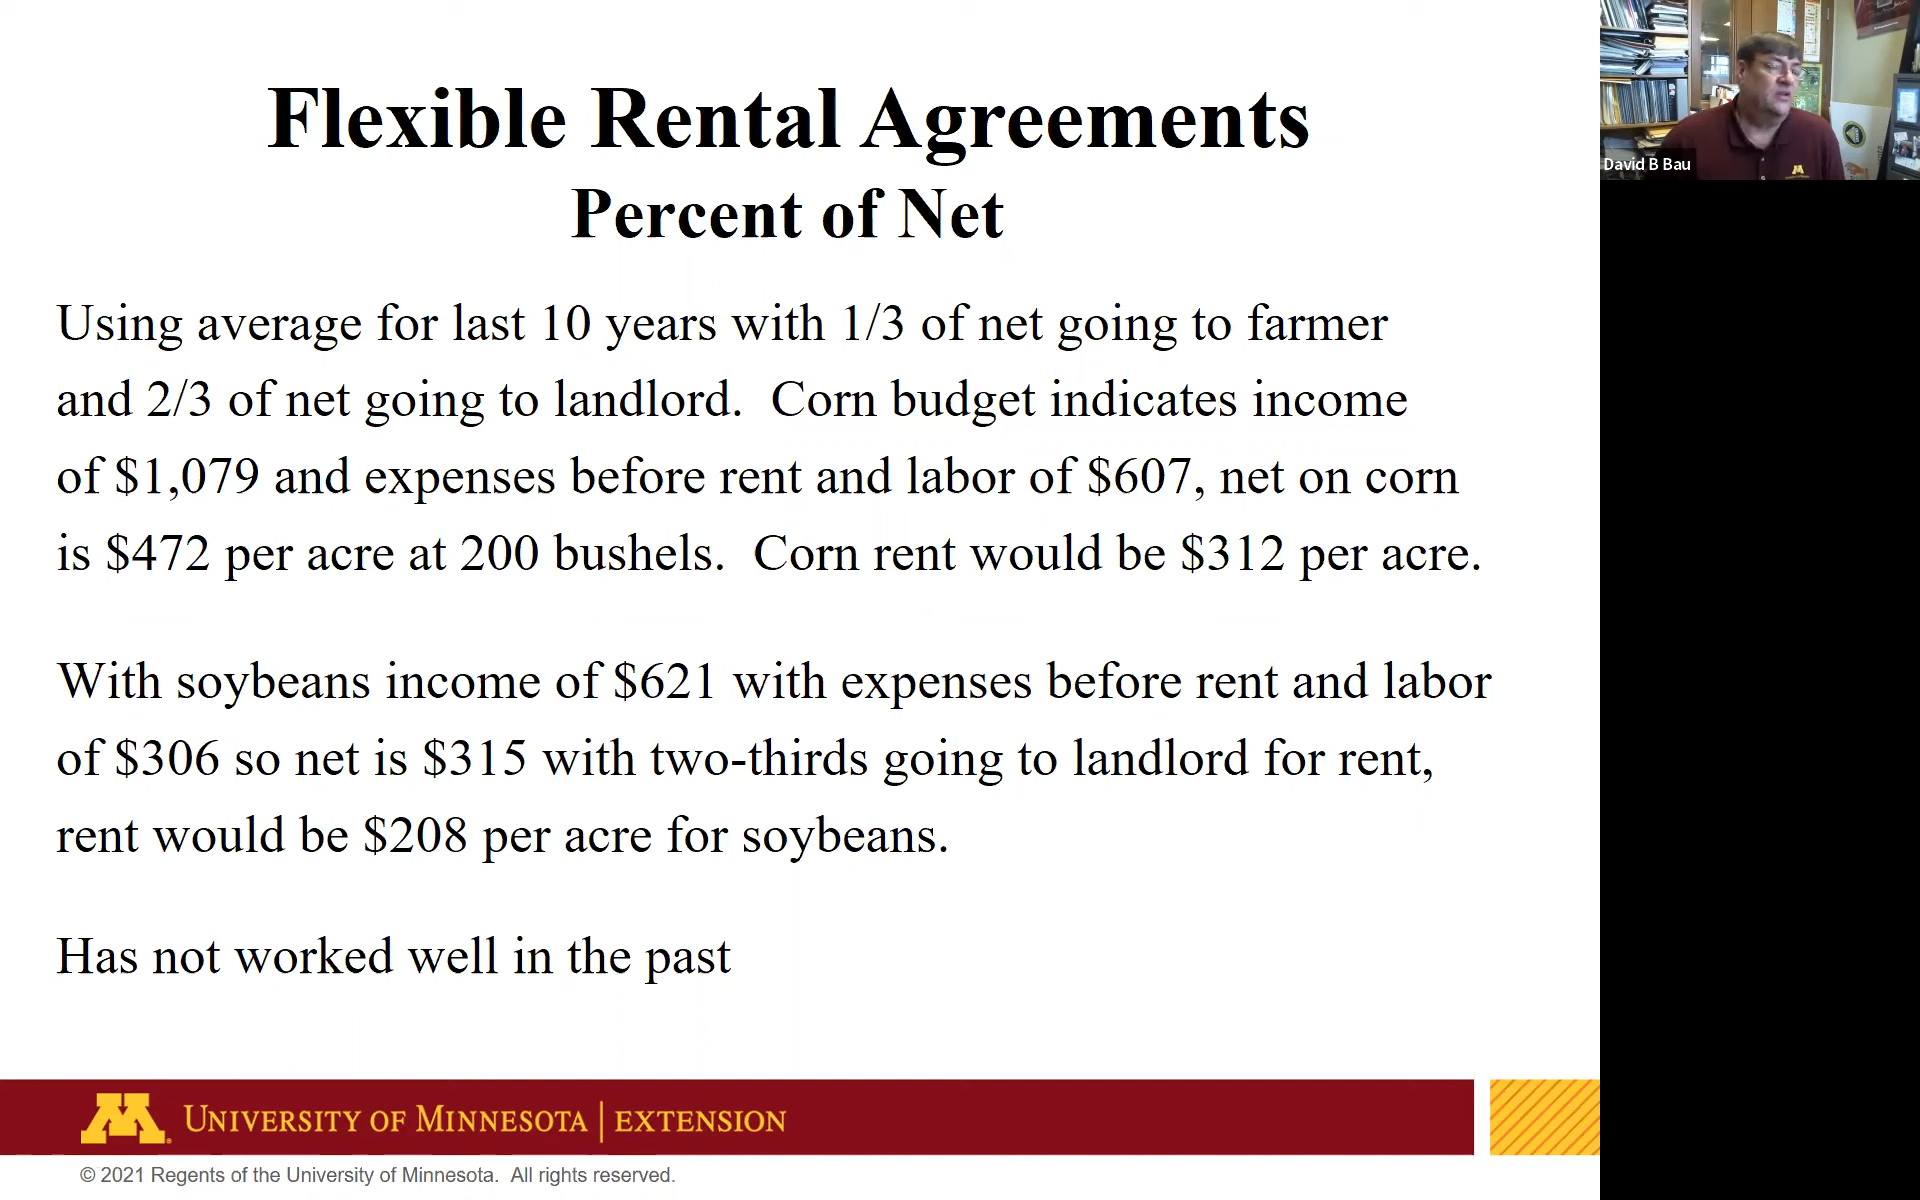 Flexible Rental Agreements
Percent of Net
Using average for last 10 years with 1/3 of net going to farmer
and 2/3 of net going to landlord.  Corn budget indicates income
of $1,079 and expenses before rent and labor of $607, net on corn
is $472 per acre at 200 bushels.  Corn rent would be $312 per acre.
With soybeans income of $621 with expenses before rent and labor
of $306 so net is $315 with two-thirds going to landlord for rent,
rent would be $208 per acre for soybeans.
Has not worked well in the past
M
UNIVERSITY OF MINNESOTA | EXTENSION
© 2021 Regents of the University of Minnesota.  All rights reserved.
David B Bau